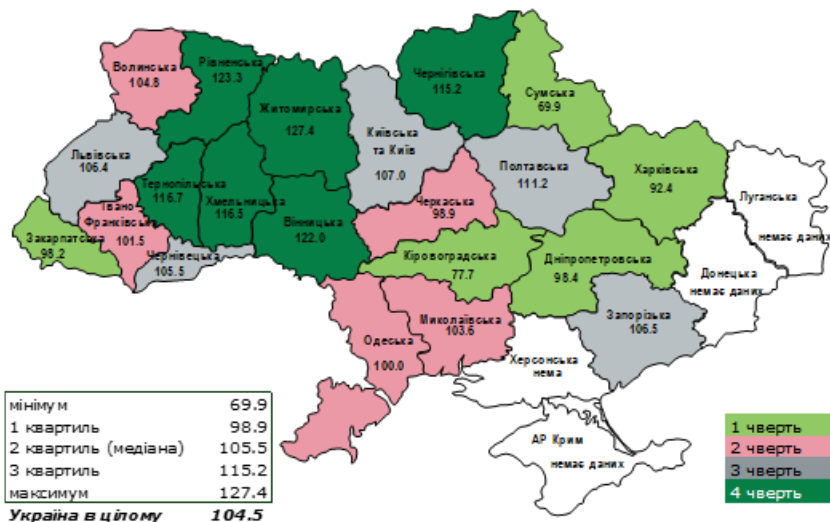 Волинська
104.8
Рівненська
123.3
Житомирська
127.4
Київська
та Київ
107.0
Чернігівська
115.2
Сумська
69.9
Львівська
106.4
Тернопільська
116.7
Хмельницька
116.5
Вінницька
122.0
Черкаська
98.9
Полтавська
111.2
Харківська
92.4
Луганська
немає даних
Закарпатська
98.2
Івано
Франківська
101.5
Чернівецька
105.5
Кіровоградська
77.7
Дніпропетровська
98.4
Донецька
немає даних
Одеська
100.0
Миколаївська
103.6
Запорізька
106.5
Херсонська
нема
АР Крим
немає даних
мінімум 69.9
1 квартиль 98.9
2 квартиль (медіана) 105.5
3 квартиль 115.2
максимум 127.4
Україна в цілому 104.5
1 чверть
2 чверть
3 чверть
4 чверть